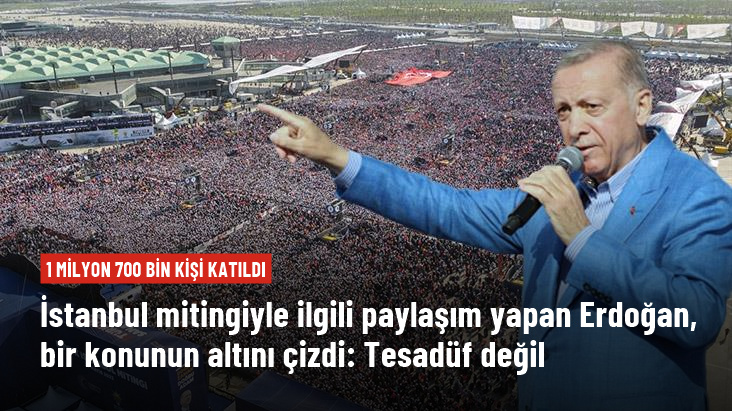 1 MİLYON 700 BİN KİŞİ KATILDI
İstanbul mitingiyle ilgili paylaşım yapan Erdoğan,
bir konunun altını çizdi: Tesadüf değil